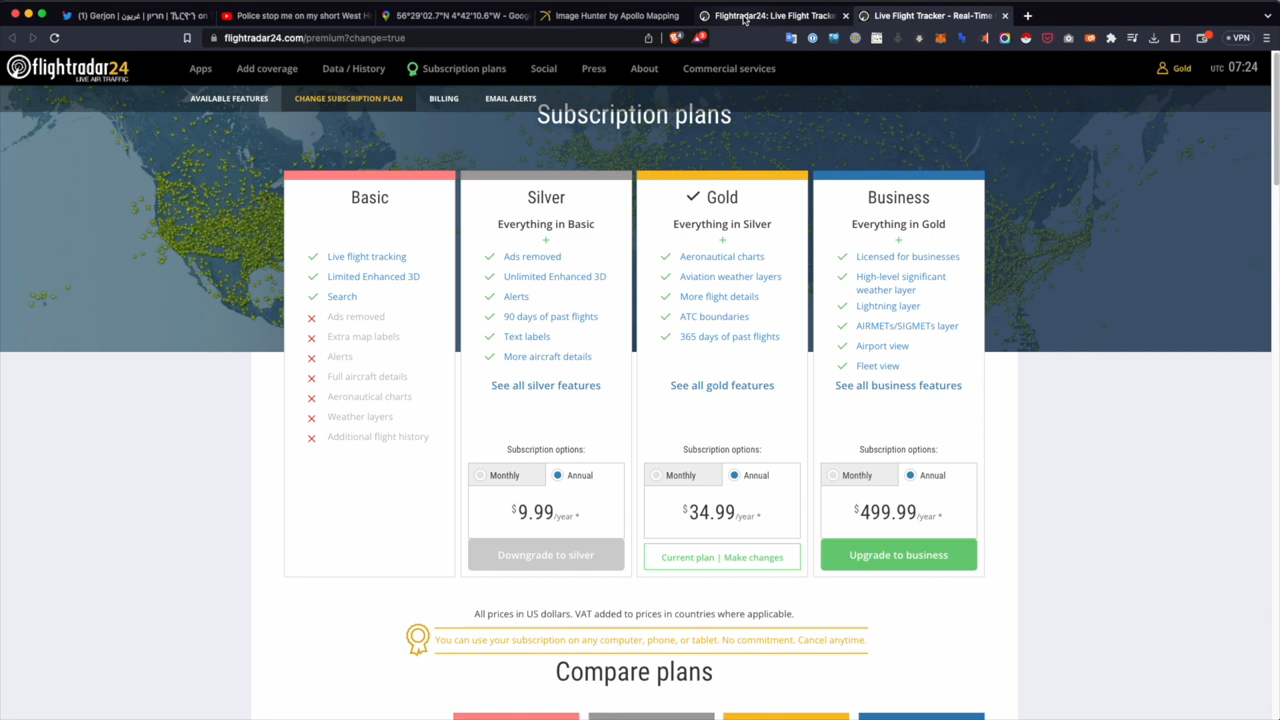 (1) Gerjon | ጌርዮን | חריון | غريون on
Police stop me on my short West H
56°29'02.7"N 4°42'10.6"W - Goog
Image Hunter by Apollo Mapping
Flightradar24: Live Flight Tracke
Live Flight Tracker - Real-Time
flightradar24.com/premium?change=true
VPN
flightradar24
LIVE AIR TRAFFIC
Apps
Add coverage
Data / History
Subscription plans
Social
Press
About
Commercial services
Gold
UTC 07:24
AVAILABLE FEATURES
CHANGE SUBSCRIPTION PLAN
BILLING
EMAIL ALERTS
Subscription plans
Basic
Live flight tracking
Limited Enhanced 3D
Search
Ads removed
Extra map labels
Alerts
Full aircraft details
Aeronautical charts
Weather layers
Additional flight history
Silver
Everything in Basic
+
Ads removed
Unlimited Enhanced 3D
Alerts
90 days of past flights
Text labels
More aircraft details
See all silver features
Subscription options:
Monthly
Annual
$9.99/year *
Downgrade to silver
Gold
Everything in Silver
+
Aeronautical charts
Aviation weather layers
More flight details
ATC boundaries
365 days of past flights
See all gold features
Subscription options:
Monthly
Annual
$34.99/year *
Current plan | Make changes
Business
Everything in Gold
+
Licensed for businesses
High-level significant
weather layer
Lightning layer
AIRMETs/SIGMETs layer
Airport view
Fleet view
See all business features
Subscription options:
Monthly
Annual
$499.99/year *
Upgrade to business
All prices in US dollars. VAT added to prices in countries where applicable.
You can use your subscription on any computer, phone, or tablet. No commitment. Cancel anytime.
Compare plans